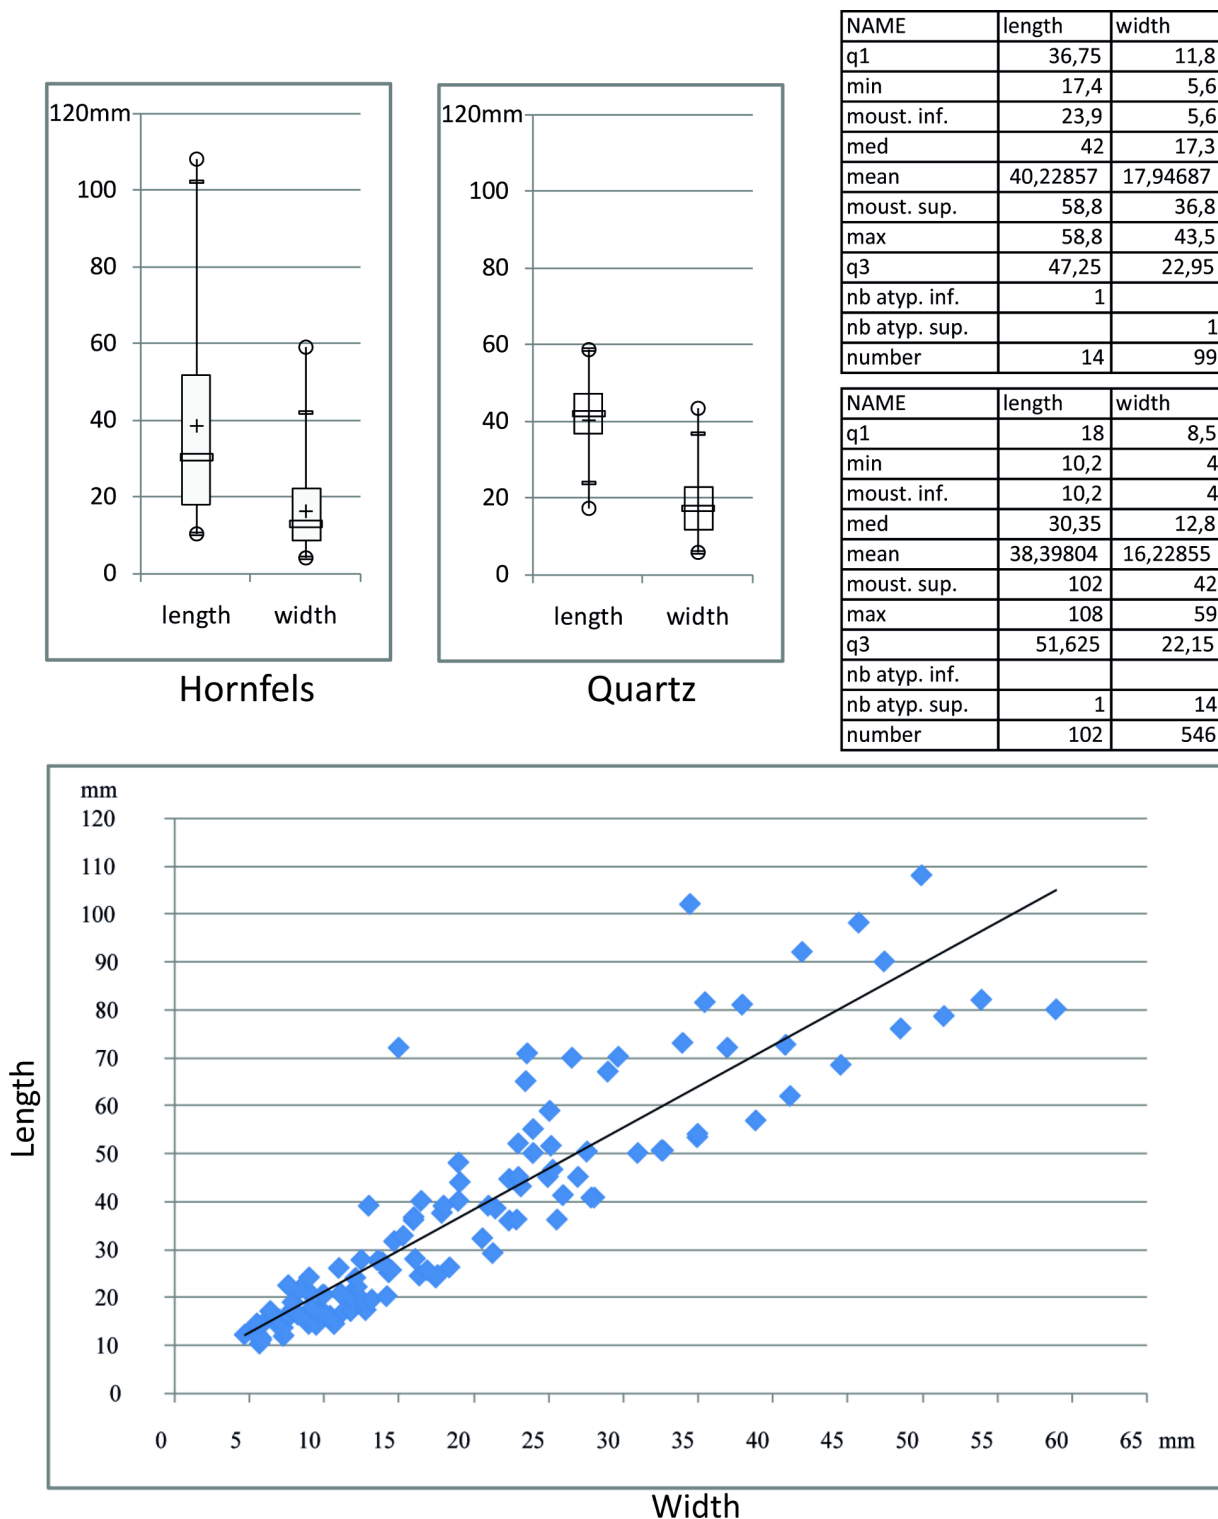 120mm
100
80
60
40
20
0
length width
Hornfels
120mm
100
80
60
40
20
0
length width
Quartz
NAME length width
q1 36,75 11,8
min 17,4 5,6
moust. inf. 23,9 5,6
med 42 17,3
mean 40,22857 17,94687
moust. sup. 58,8 36,8
max 58,8 43,5
q3 47,25 22,95
nb atyp. inf. 1
nb atyp. sup. 1
number 14 99
NAME length width
q1 18 8,5
min 10,2 4
moust. inf. 10,2 4
med 30,35 12,8
mean 38,39804 16,22855
moust. sup. 102 42
max 108 59
q3 51,625 22,15
nb atyp. inf.
nb atyp. sup. 1 14
number 102 546
mm
120
110
100
90
80
70
60
50
40
30
20
10
0
Length
0 5 10 15 20 25 30 35 40 45 50 55 60 65 mm
Width